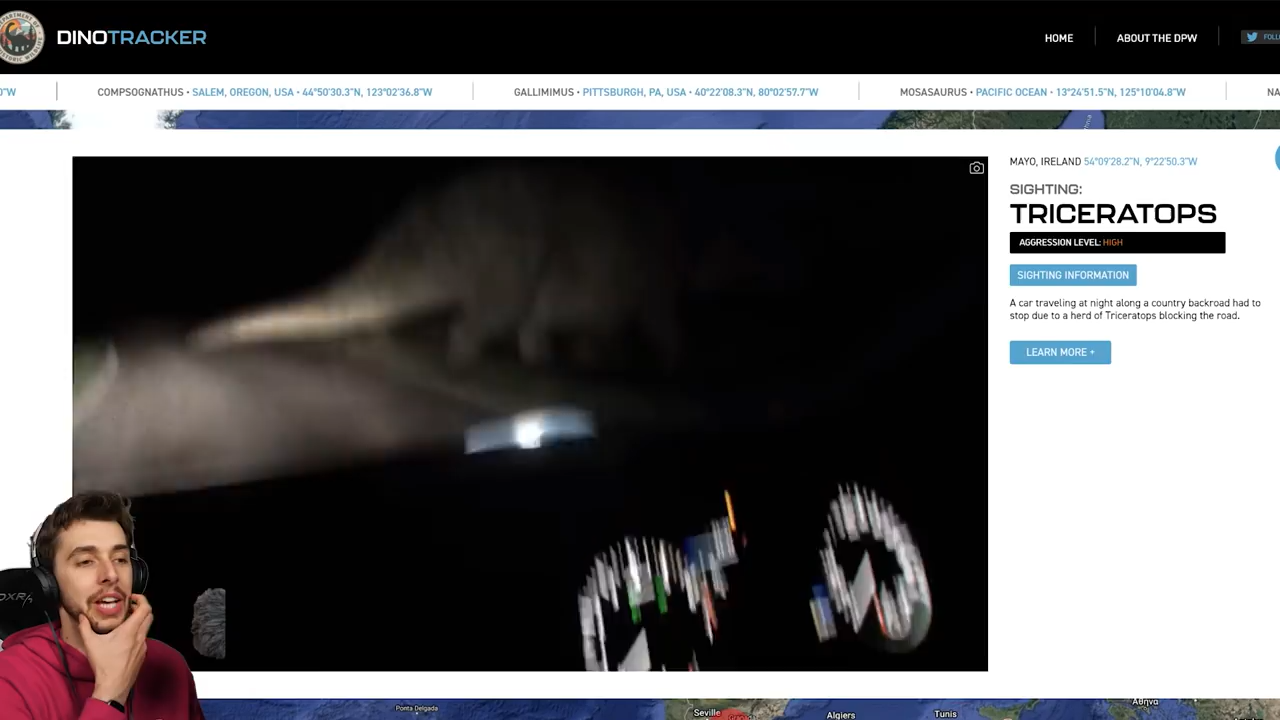 DINOTRACKER
HOME
ABOUT THE DPW
FOLL
0"W
COMPSOGNATHUS • SALEM, OREGON, USA • 44°50'30.3"N, 123°02'36.8"W
GALLIMIMUS • PITTSBURGH, PA, USA • 40°22'08.3"N, 80°02'57.7"W
MOSASAURUS • PACIFIC OCEAN • 13°24'51.5"N, 125°10'04.8"W
NA
MAYO, IRELAND 54°09'28.2"N, 9°22'50.3"W
SIGHTING:
TRICERATOPS
AGGRESSION LEVEL: HIGH
SIGHTING INFORMATION
A car traveling at night along a country backroad had to
stop due to a herd of Triceratops blocking the road.
LEARN MORE +
Ponta Delgada
Seville
Algiers
Tunis
Αθήνα